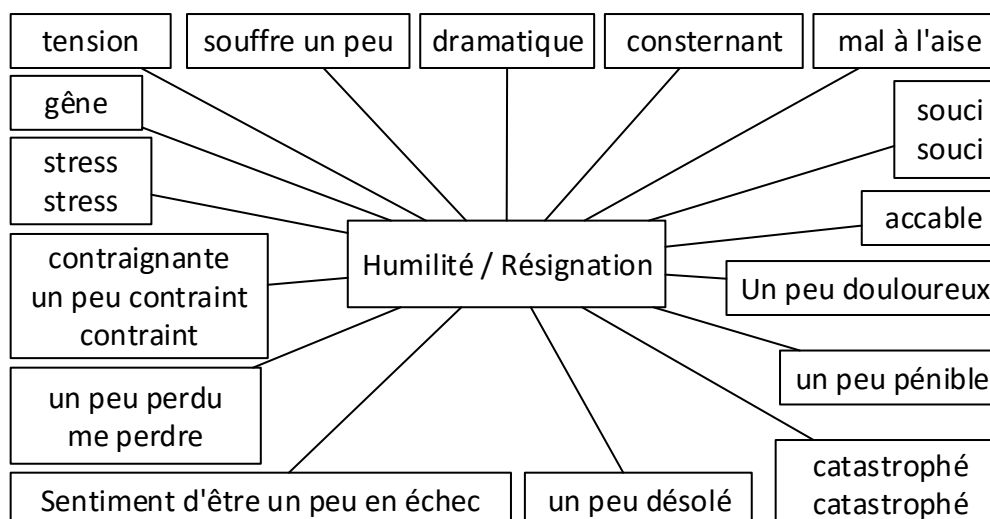 tension
souffre un peu
dramatique
consternant
mal à l'aise
gêne
souci
souci
stress
stress
accable
contraignante
un peu contraint
contraint
Humilité / Résignation
Un peu douloureux
un peu pénible
un peu perdu
me perdre
catastrophé
catastrophé
Sentiment d'être un peu en échec
un peu désolé